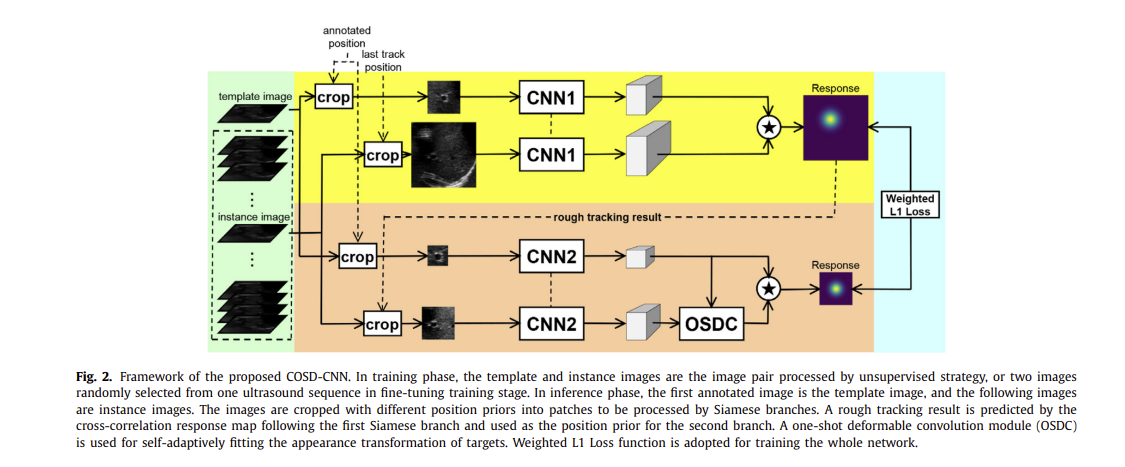 annotated
position
last track
position
template image
crop
CNN1
Response
crop
CNN1
instance image
rough tracking result
Weighted
L1 Loss
crop
CNN2
Response
crop
CNN2
OSDC
Fig. 2. Framework of the proposed COSD-CNN. In training phase, the template and instance images are the image pair processed by unsupervised strategy, or two images
randomly selected from one ultrasound sequence in fine-tuning training stage. In inference phase, the first annotated image is the template image, and the following images
are instance images. The images are cropped with different position priors into patches to be processed by Siamese branches. A rough tracking result is predicted by the
cross-correlation response map following the first Siamese branch and used as the position prior for the second branch. A one-shot deformable convolution module (OSDC)
is used for self-adaptively fitting the appearance transformation of targets. Weighted L1 Loss function is adopted for training the whole network.